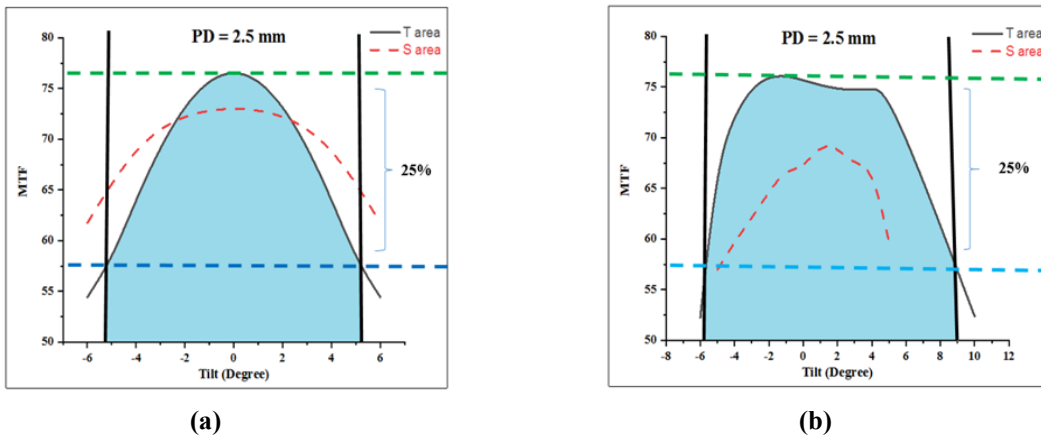 PD = 2.5 mm
T area
S area
80
75
70
65
60
55
50
MTF
25%
-6 -4 -2 0 2 4 6
Tilt (Degree)
(a)
PD = 2.5 mm
T area
S area
80
75
70
65
60
55
50
MTF
25%
-8 -6 -4 -2 0 2 4 6 8 10 12
Tilt (Degree)
(b)